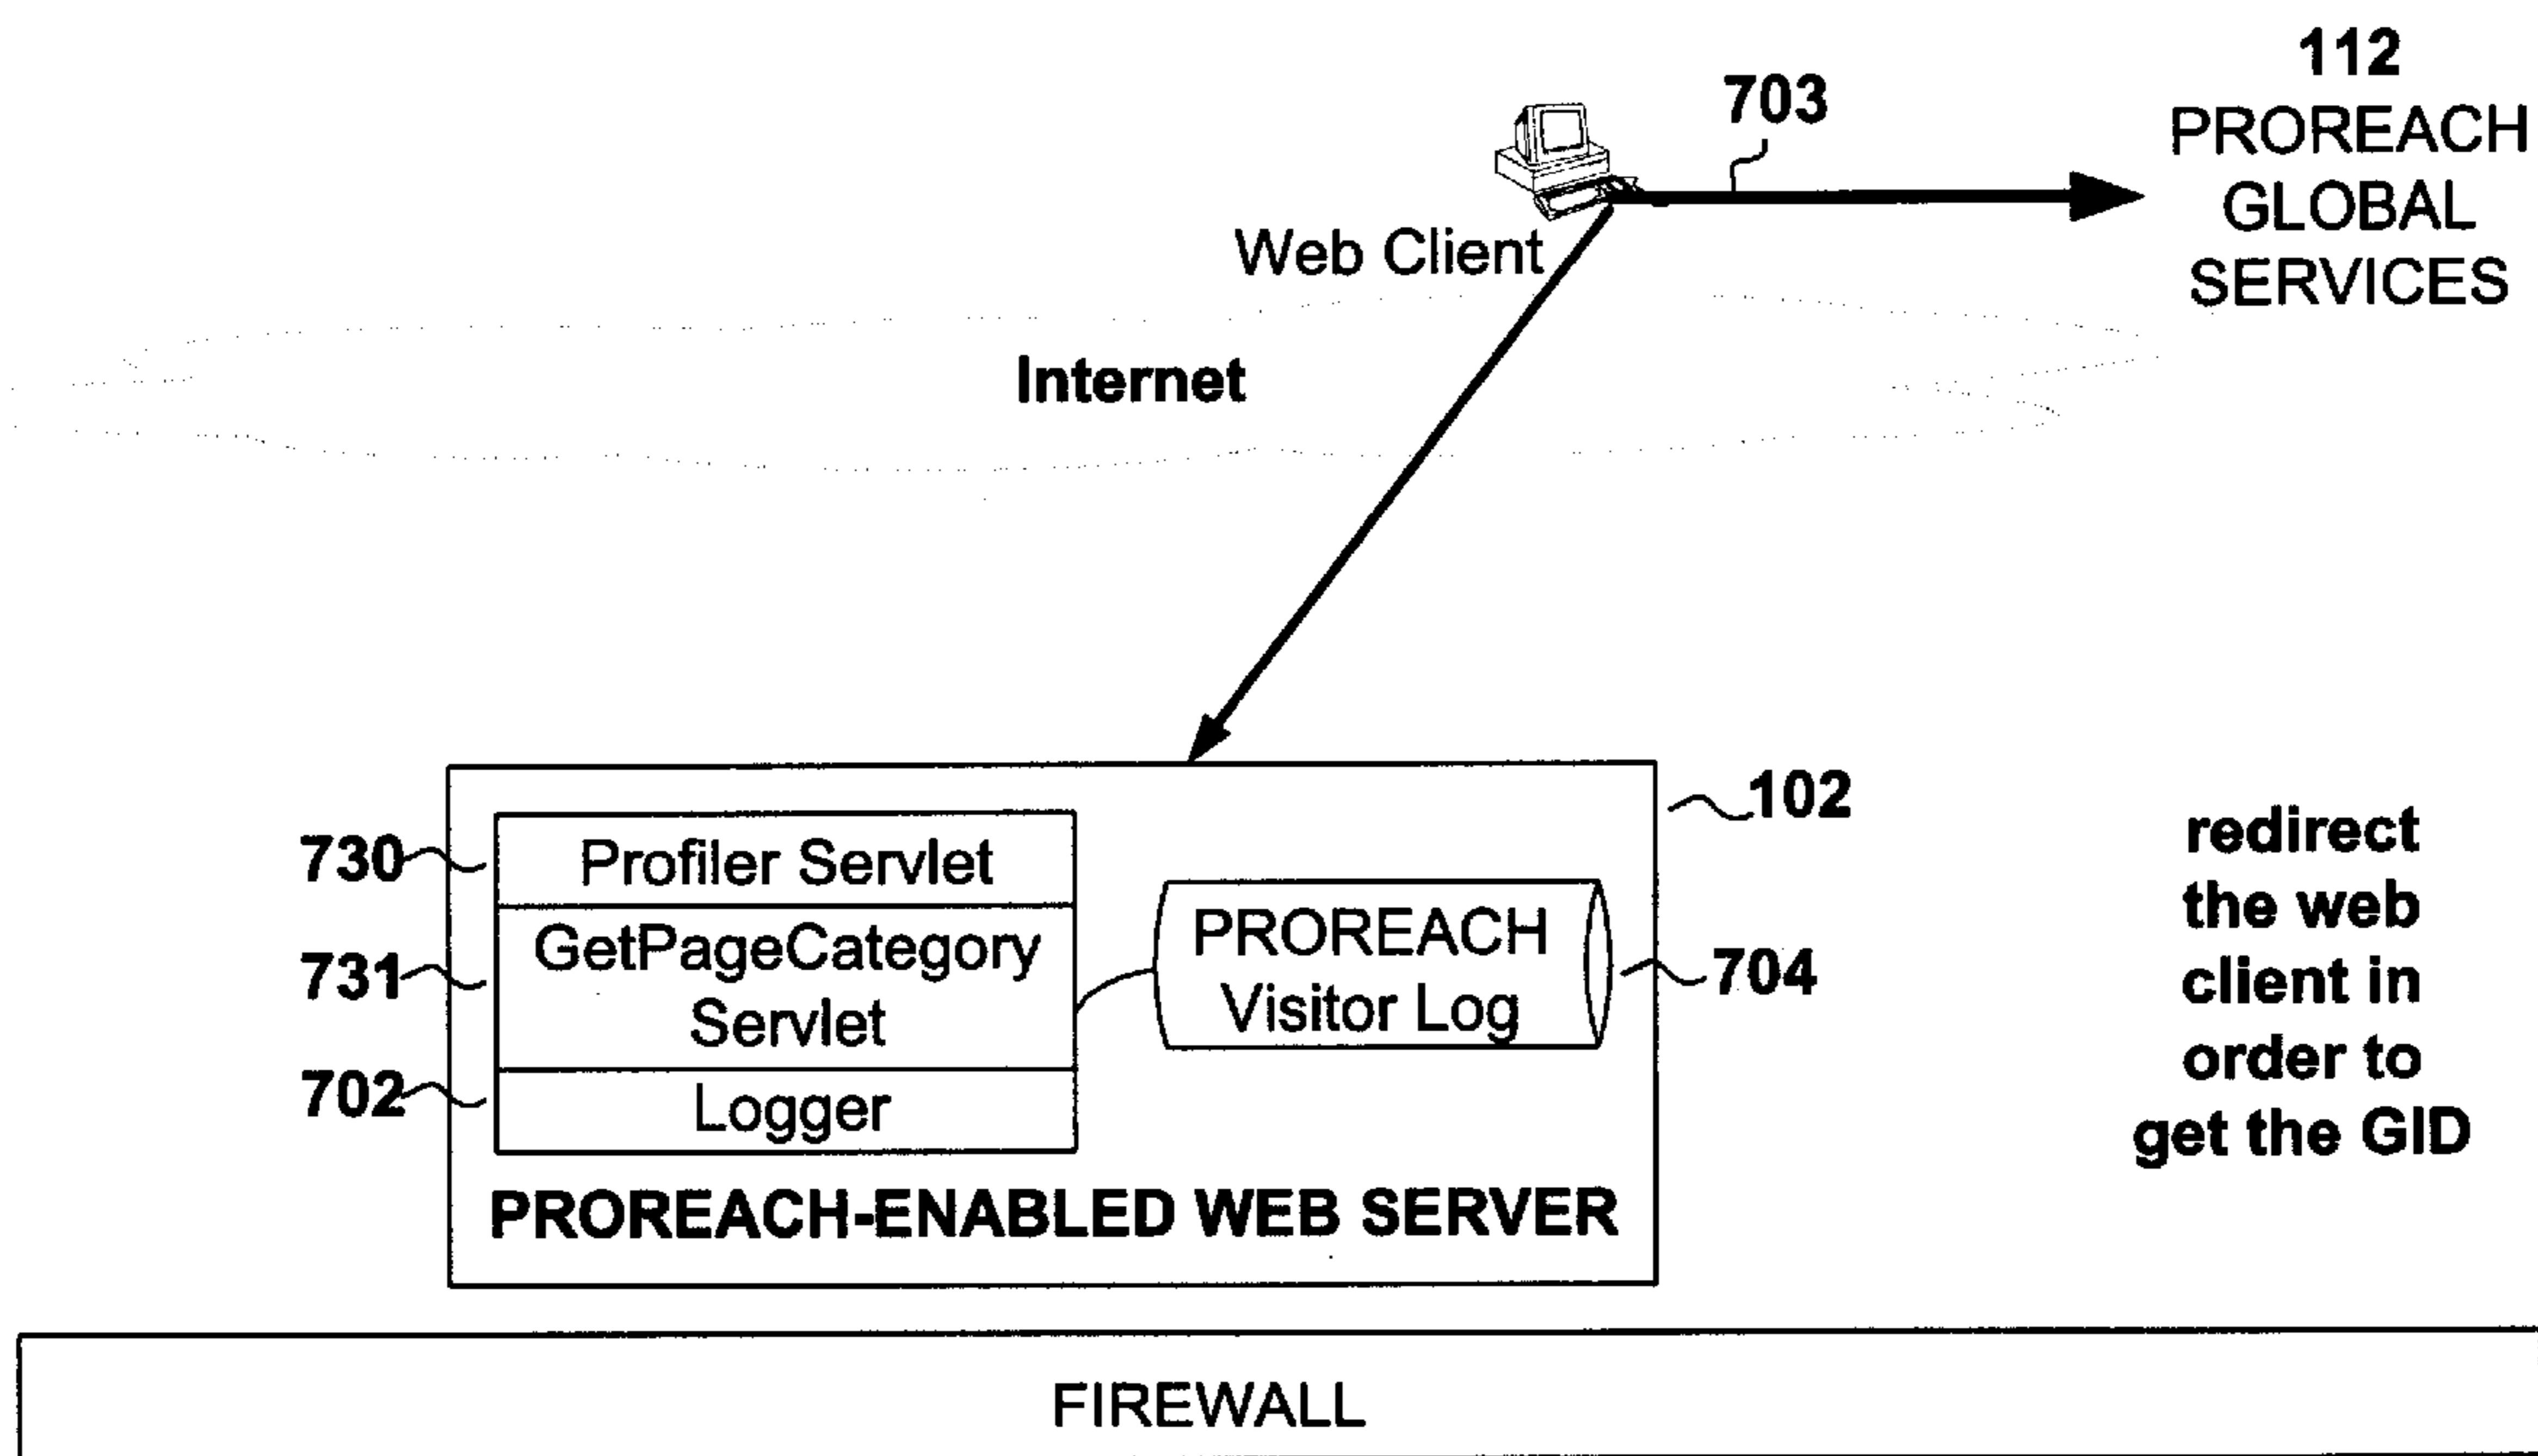 112
703
PROREACH
GLOBAL
SERVICES
Web Client
Internet
102
730
Profiler Servlet
redirect
the web
client in
order to
get the GID
GetPageCategory
Servlet
731
PROREACH
Visitor Log
704
702
Logger
PROREACH-ENABLED WEB SERVER
FIREWALL